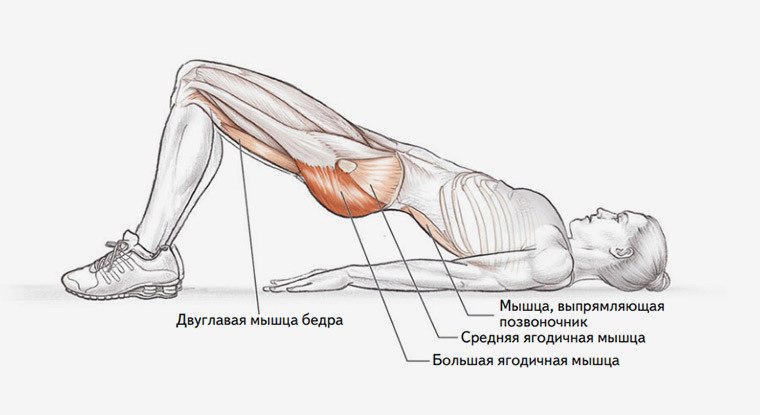 Мышца, выпрямляющая
позвоночник
Двуглавая мышца бедра
Средняя ягодичная мышца
Большая ягодичная мышца